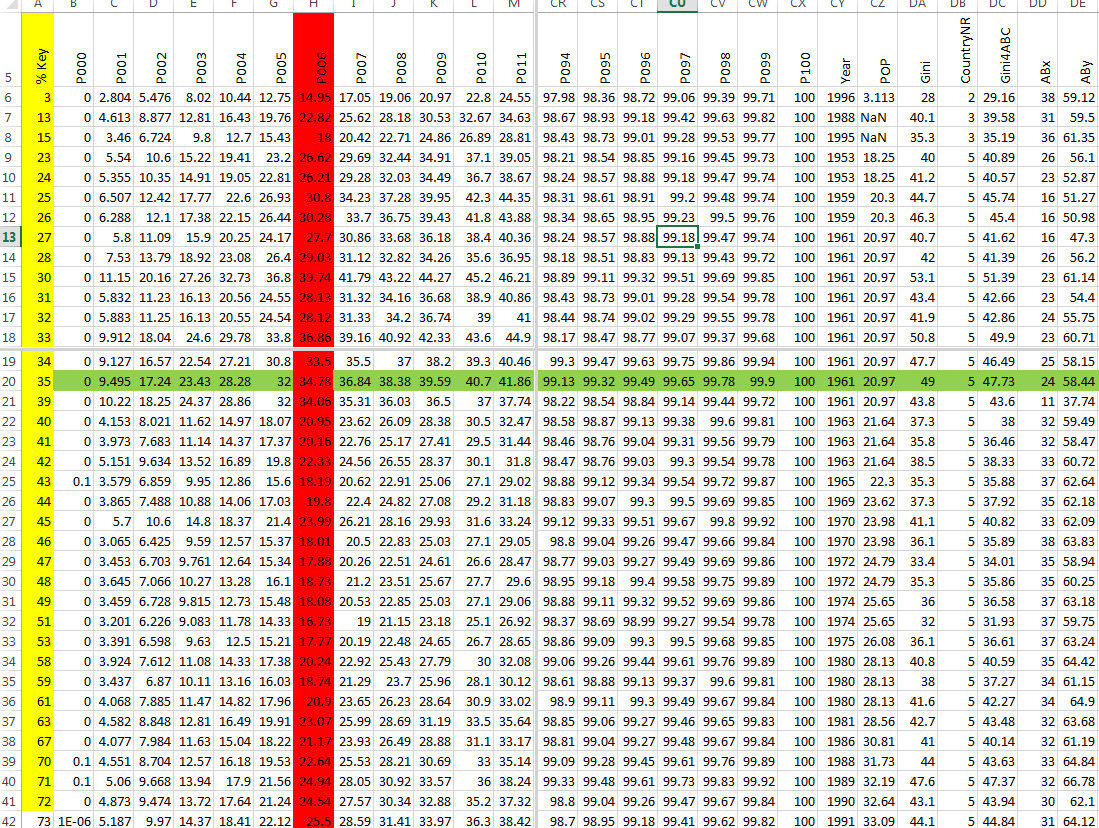 A B C D E F G H I J K L M CR CS CT CU CV CW CX CY CZ DA DB DC DD DE
5 % Key P000 P001 P002 P003 P004 P005 P006 P007 P008 P009 P010 P011 P094 P095 P096 P097 P098 P099 P100 Year POP Gini CountryNR Gini4ABC ABx ABy
6 3 0 2.804 5.476 8.02 10.44 12.75 14.95 17.05 19.06 20.97 22.8 24.55 97.98 98.36 98.72 99.06 99.39 99.71 100 1996 3.113 28 2 29.16 38 59.12
7 13 0 4.613 8.877 12.81 16.43 19.76 22.82 25.62 28.18 30.53 32.67 34.63 98.67 98.93 99.18 99.42 99.63 99.82 100 1988 NaN 40.1 3 39.58 31 59.5
8 15 0 3.46 6.724 9.8 12.7 15.43 18 20.42 22.71 24.86 26.89 28.81 98.43 98.73 99.01 99.28 99.53 99.77 100 1995 NaN 35.3 3 35.19 36 61.35
9 23 0 5.54 10.6 15.22 19.41 23.2 26.62 29.69 32.44 34.91 37.1 39.05 98.21 98.54 98.85 99.16 99.45 99.73 100 1953 18.25 40 5 40.89 26 56.1
10 24 0 5.355 10.35 14.91 19.05 22.81 26.21 29.28 32.03 34.49 36.7 38.67 98.24 98.57 98.88 99.18 99.47 99.74 100 1953 18.25 41.2 5 40.57 23 52.87
11 25 0 6.507 12.42 17.77 22.6 26.93 30.8 34.23 37.28 39.95 42.3 44.35 98.31 98.61 98.91 99.2 99.48 99.74 100 1959 20.3 44.7 5 45.74 16 51.27
12 26 0 6.288 12.1 17.38 22.15 26.44 30.28 33.7 36.75 39.43 41.8 43.88 98.34 98.65 98.95 99.23 99.5 99.76 100 1959 20.3 46.3 5 45.4 16 50.98
13 27 0 5.8 11.09 15.9 20.25 24.17 27.7 30.86 33.68 36.18 38.4 40.36 98.24 98.57 98.88 99.18 99.47 99.74 100 1961 20.97 40.7 5 41.62 16 47.3
14 28 0 7.53 13.79 18.92 23.08 26.4 29.03 31.12 32.82 34.26 35.6 36.95 98.18 98.51 98.83 99.13 99.43 99.72 100 1961 20.97 42 5 41.39 26 56.2
15 30 0 11.15 20.16 27.26 32.73 36.8 39.74 41.79 43.22 44.27 45.2 46.21 98.89 99.11 99.32 99.51 99.69 99.85 100 1961 20.97 53.1 5 51.39 23 61.14
16 31 0 5.832 11.23 16.13 20.56 24.55 28.13 31.32 34.16 36.68 38.9 40.86 98.43 98.73 99.01 99.28 99.54 99.78 100 1961 20.97 43.4 5 42.66 23 54.4
17 32 0 5.883 11.25 16.13 20.55 24.54 28.12 31.33 34.2 36.74 39 41 98.44 98.74 99.02 99.29 99.55 99.78 100 1961 20.97 41.9 5 42.86 24 55.75
18 33 0 9.912 18.04 24.6 29.78 33.8 36.86 39.16 40.92 42.33 43.6 44.9 98.17 98.47 98.77 99.07 99.37 99.68 100 1961 20.97 50.8 5 49.9 23 60.71
19 34 0 9.127 16.57 22.54 27.21 30.8 33.5 35.5 37 38.2 39.3 40.46 99.3 99.47 99.63 99.75 99.86 99.94 100 1961 20.97 47.7 5 46.49 25 58.15
20 35 0 9.495 17.24 23.43 28.28 32 34.78 36.84 38.38 39.59 40.7 41.86 99.13 99.32 99.49 99.65 99.78 99.9 100 1961 20.97 49 5 47.73 24 58.44
21 39 0 10.22 18.25 24.37 28.86 32 34.06 35.31 36.03 36.5 37 37.74 98.22 98.54 98.84 99.14 99.44 99.72 100 1961 20.97 43.8 5 43.6 11 37.74
22 40 0 4.153 8.021 11.62 14.97 18.07 20.95 23.62 26.09 28.38 30.5 32.47 98.58 98.87 99.13 99.38 99.6 99.81 100 1963 21.64 37.3 5 38 32 59.49
23 41 0 3.973 7.683 11.14 14.37 17.37 20.16 22.76 25.17 27.41 29.5 31.44 98.46 98.76 99.04 99.31 99.56 99.79 100 1963 21.64 35.8 5 36.46 32 58.47
24 42 0 5.151 9.634 13.52 16.89 19.8 22.33 24.56 26.55 28.37 30.1 31.8 98.47 98.76 99.03 99.3 99.54 99.78 100 1963 21.64 38.5 5 38.33 33 60.72
25 43 0.1 3.579 6.859 9.95 12.86 15.6 18.19 20.62 22.91 25.06 27.1 29.02 98.88 99.12 99.34 99.54 99.72 99.87 100 1965 22.3 35.3 5 35.88 37 62.64
26 44 0 3.865 7.488 10.88 14.06 17.03 19.8 22.4 24.82 27.08 29.2 31.18 98.83 99.07 99.3 99.5 99.69 99.85 100 1969 23.62 37.3 5 37.92 35 62.18
27 45 0 5.7 10.6 14.8 18.37 21.4 23.99 26.21 28.16 29.93 31.6 33.24 99.12 99.33 99.51 99.67 99.8 99.92 100 1970 23.98 41.1 5 40.82 33 62.09
28 46 0 3.065 6.425 9.59 12.57 15.37 18.01 20.5 22.83 25.03 27.1 29.05 98.8 99.04 99.26 99.47 99.66 99.84 100 1970 23.98 36.1 5 35.89 38 63.83
29 47 0 3.453 6.703 9.761 12.64 15.34 17.88 20.26 22.51 24.61 26.6 28.47 98.77 99.03 99.27 99.49 99.69 99.86 100 1972 24.79 33.4 5 34.01 35 58.94
30 48 0 3.645 7.066 10.27 13.28 16.1 18.73 21.2 23.51 25.67 27.7 29.6 98.95 99.18 99.4 99.58 99.75 99.89 100 1972 24.79 35.3 5 35.86 35 60.25
31 49 0 3.459 6.728 9.815 12.73 15.48 18.08 20.53 22.85 25.03 27.1 29.06 98.88 99.11 99.32 99.52 99.69 99.86 100 1974 25.65 36 5 36.58 37 63.18
32 51 0 3.201 6.226 9.083 11.78 14.33 16.73 19 21.15 23.18 25.1 26.92 98.37 98.69 98.99 99.27 99.54 99.78 100 1974 25.65 32 5 31.93 37 59.75
33 53 0 3.391 6.598 9.63 12.5 15.21 17.77 20.19 22.48 24.65 26.7 28.65 98.86 99.09 99.3 99.5 99.68 99.85 100 1975 26.08 36.1 5 36.61 37 63.24
34 58 0 3.924 7.612 11.08 14.33 17.38 20.24 22.92 25.43 27.79 30 32.08 99.06 99.26 99.44 99.61 99.76 99.89 100 1980 28.13 40.8 5 40.59 35 64.42
35 59 0 3.437 6.87 10.11 13.16 16.03 18.74 21.29 23.7 25.96 28.1 30.12 98.61 98.88 99.13 99.37 99.6 99.81 100 1980 28.13 38 5 37.27 34 61.15
36 61 0 4.068 7.885 11.47 14.82 17.96 20.9 23.65 26.23 28.64 30.9 33.02 98.9 99.11 99.3 99.49 99.67 99.84 100 1980 28.13 41.6 5 42.27 34 64.9
37 63 0 4.582 8.848 12.81 16.49 19.91 23.07 25.99 28.69 31.19 33.5 35.64 98.85 99.06 99.27 99.46 99.65 99.83 100 1981 28.56 42.7 5 43.48 32 63.68
38 67 0 4.077 7.984 11.63 15.04 18.22 21.17 23.93 26.49 28.88 31.1 33.17 98.81 99.04 99.27 99.48 99.67 99.84 100 1986 30.81 41 5 40.14 32 61.19
39 70 0.1 4.551 8.704 12.57 16.18 19.53 22.64 25.53 28.21 30.69 33 35.14 99.09 99.28 99.45 99.61 99.76 99.89 100 1988 31.73 44 5 43.63 33 64.84
40 71 0.1 5.06 9.668 13.94 17.9 21.56 24.94 28.05 30.92 33.57 36 38.24 99.33 99.48 99.61 99.73 99.83 99.92 100 1989 32.19 47.6 5 47.37 32 66.78
41 72 0 4.873 9.474 13.72 17.64 21.24 24.54 27.57 30.34 32.88 35.2 37.32 98.8 99.04 99.26 99.47 99.67 99.84 100 1990 32.64 43.1 5 43.94 30 62.1
42 73 1E-06 5.187 9.97 14.37 18.41 22.12 25.5 28.59 31.41 33.97 36.3 38.42 98.7 98.95 99.18 99.41 99.62 99.82 100 1991 33.09 44.1 5 44.84 31 64.12